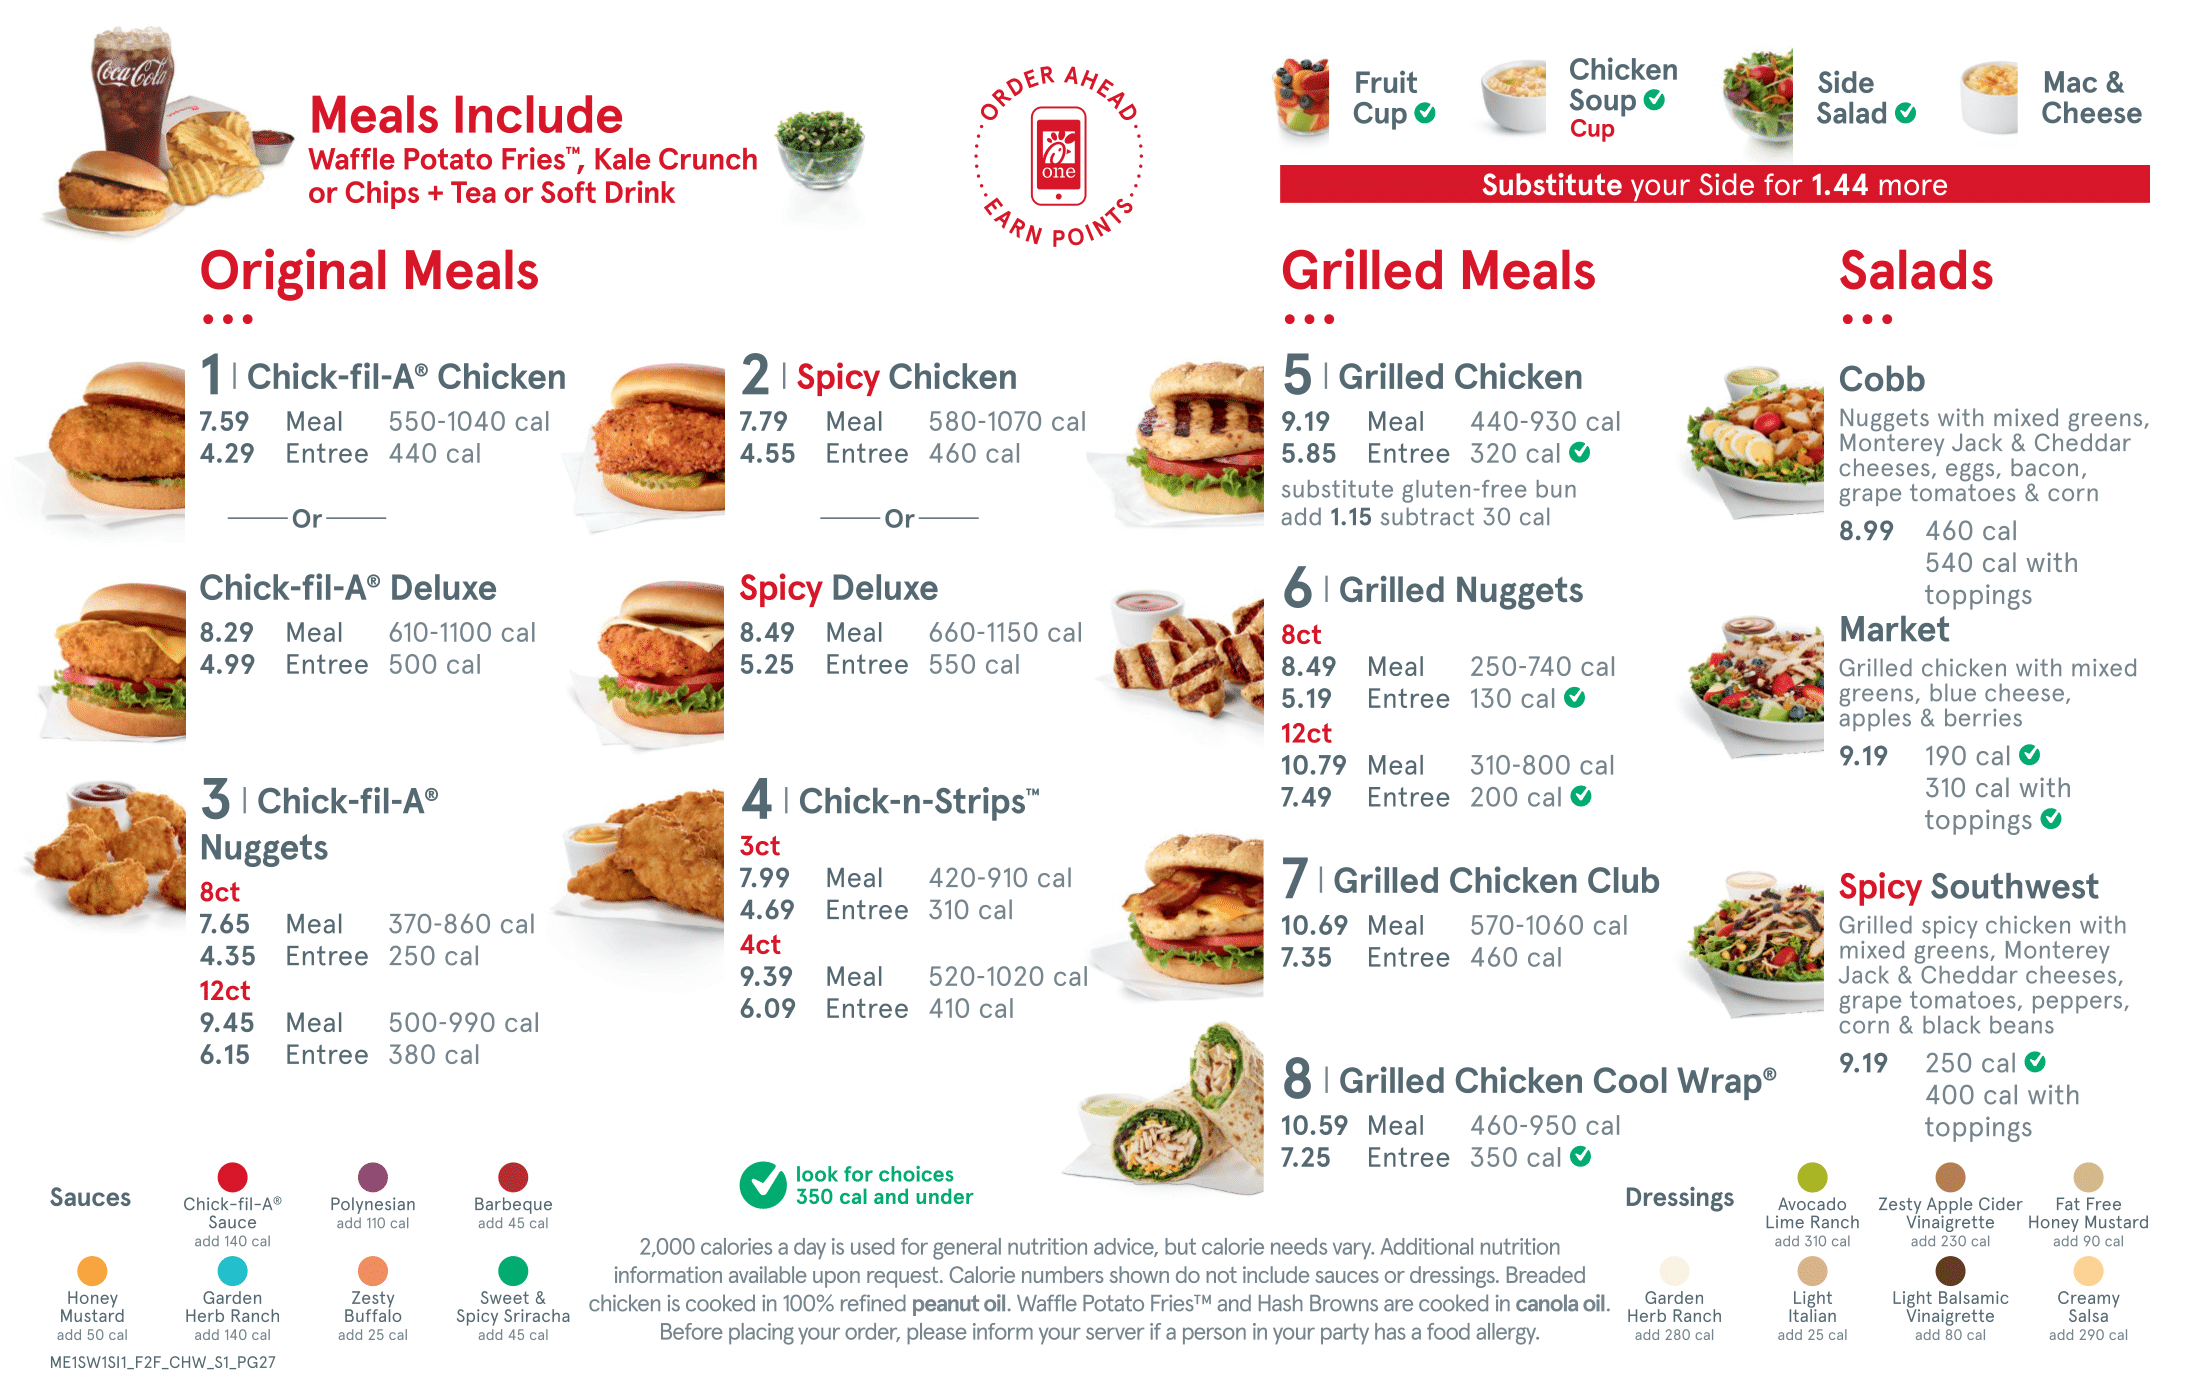 Coca-Cola
Meals Include
Waffle Potato Fries™, Kale Crunch
or Chips + Tea or Soft Drink
ORDER AHEAD
one
EARN POINTS
Fruit
Cup
Chicken
Soup
Cup
Side
Salad
Mac &
Cheese
Substitute your Side for 1.44 more
Original Meals
1 | Chick-fil-A® Chicken
7.59 Meal 550-1040 cal
4.29 Entree 440 cal
Or
Chick-fil-A® Deluxe
8.29 Meal 610-1100 cal
4.99 Entree 500 cal
3 | Chick-fil-A®
Nuggets
8ct
7.65 Meal 370-860 cal
4.35 Entree 250 cal
12ct
9.45 Meal 500-990 cal
6.15 Entree 380 cal
2 | Spicy Chicken
7.79 Meal 580-1070 cal
4.55 Entree 460 cal
Or
Spicy Deluxe
8.49 Meal 660-1150 cal
5.25 Entree 550 cal
4 | Chick-n-Strips™
3ct
7.99 Meal 420-910 cal
4.69 Entree 310 cal
4ct
9.39 Meal 520-1020 cal
6.09 Entree 410 cal
Grilled Meals
5 | Grilled Chicken
9.19 Meal 440-930 cal
5.85 Entree 320 cal
substitute gluten-free bun
add 1.15 subtract 30 cal
6 | Grilled Nuggets
8ct
8.49 Meal 250-740 cal
5.19 Entree 130 cal
12ct
10.79 Meal 310-800 cal
7.49 Entree 200 cal
7 | Grilled Chicken Club
10.69 Meal 570-1060 cal
7.35 Entree 460 cal
8 | Grilled Chicken Cool Wrap®
10.59 Meal 460-950 cal
7.25 Entree 350 cal
Salads
Cobb
Nuggets with mixed greens,
Monterey Jack & Cheddar
cheeses, eggs, bacon,
grape tomatoes & corn
8.99 460 cal
540 cal with
toppings
Market
Grilled chicken with mixed
greens, blue cheese,
apples & berries
9.19 190 cal
310 cal with
toppings
Spicy Southwest
Grilled spicy chicken with
mixed greens, Monterey
Jack & Cheddar cheeses,
grape tomatoes, peppers,
corn & black beans
9.19 250 cal
400 cal with
toppings
Sauces
Chick-fil-A®
Sauce
add 140 cal
Polynesian
add 110 cal
Barbeque
add 45 cal
Honey
Mustard
add 50 cal
Garden
Herb Ranch
add 140 cal
Zesty
Buffalo
add 25 cal
Sweet &
Spicy Sriracha
add 45 cal
look for choices
350 cal and under
2,000 calories a day is used for general nutrition advice, but calorie needs vary. Additional nutrition
information available upon request. Calorie numbers shown do not include sauces or dressings. Breaded
chicken is cooked in 100% refined peanut oil. Waffle Potato Fries™ and Hash Browns are cooked in canola oil.
Before placing your order, please inform your server if a person in your party has a food allergy.
Dressings
Avocado
Lime Ranch
add 310 cal
Zesty Apple Cider
Vinaigrette
add 230 cal
Fat Free
Honey Mustard
add 90 cal
Garden
Herb Ranch
add 280 cal
Light
Italian
add 25 cal
Light Balsamic
Vinaigrette
add 80 cal
Creamy
Salsa
add 290 cal
ME1SW1SI1_F2F_CHW_S1_PG27